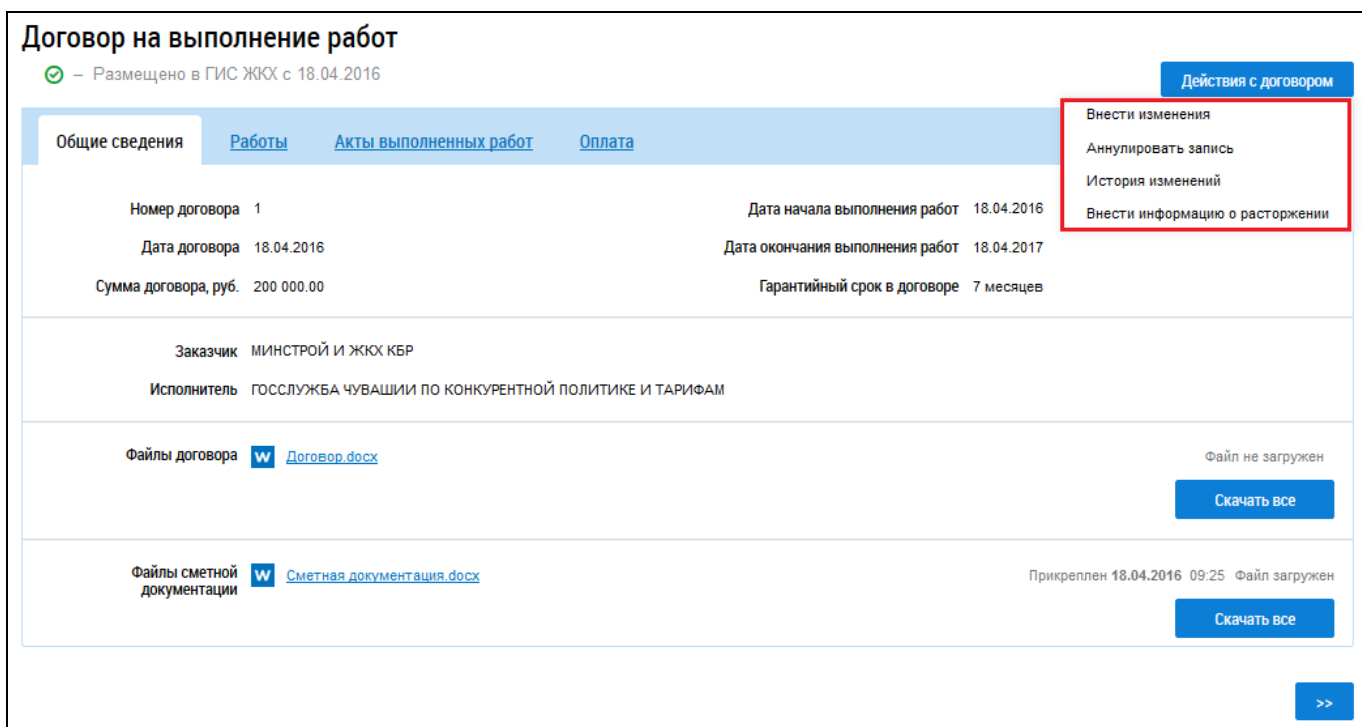 Договор на выполнение работ
– Размещено в ГИС ЖКХ с 18.04.2016
Действия с договором
Внести изменения
Аннулировать запись
История изменений
Внести информацию о расторжении
Общие сведения Работы Акты выполненных работ Оплата
Номер договора 1 Дата начала выполнения работ 18.04.2016
Дата договора 18.04.2016 Дата окончания выполнения работ 18.04.2017
Сумма договора, руб. 200 000.00 Гарантийный срок в договоре 7 месяцев
Заказчик МИНСТРОЙ И ЖКХ КБР
Исполнитель ГОССЛУЖБА ЧУВАШИИ ПО КОНКУРЕНТНОЙ ПОЛИТИКЕ И ТАРИФАМ
Файлы договора W Договор.docx Файл не загружен
Скачать все
Файлы сметной W Сметная документация.docx Прикреплен 18.04.2016 09:25 Файл загружен
документации
Скачать все
>>